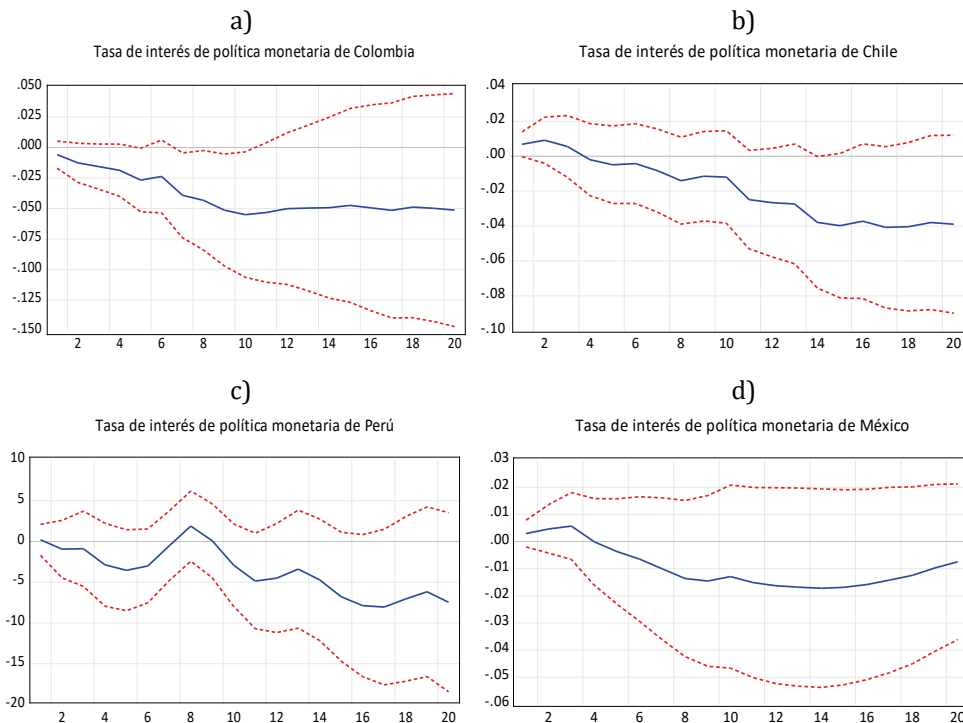 a)
Tasa de interés de política monetaria de Colombia
.050
.025
.000
-.025
-.050
-.075
-.100
-.125
-.150
2 4 6 8 10 12 14 16 18 20
b)
Tasa de interés de política monetaria de Chile
.04
.02
.00
-.02
-.04
-.06
-.08
-.10
2 4 6 8 10 12 14 16 18 20
c)
Tasa de interés de política monetaria de Perú
10
5
0
-5
-10
-15
-20
2 4 6 8 10 12 14 16 18 20
d)
Tasa de interés de política monetaria de México
.03
.02
.01
.00
-.01
-.02
-.03
-.04
-.05
-.06
2 4 6 8 10 12 14 16 18 20